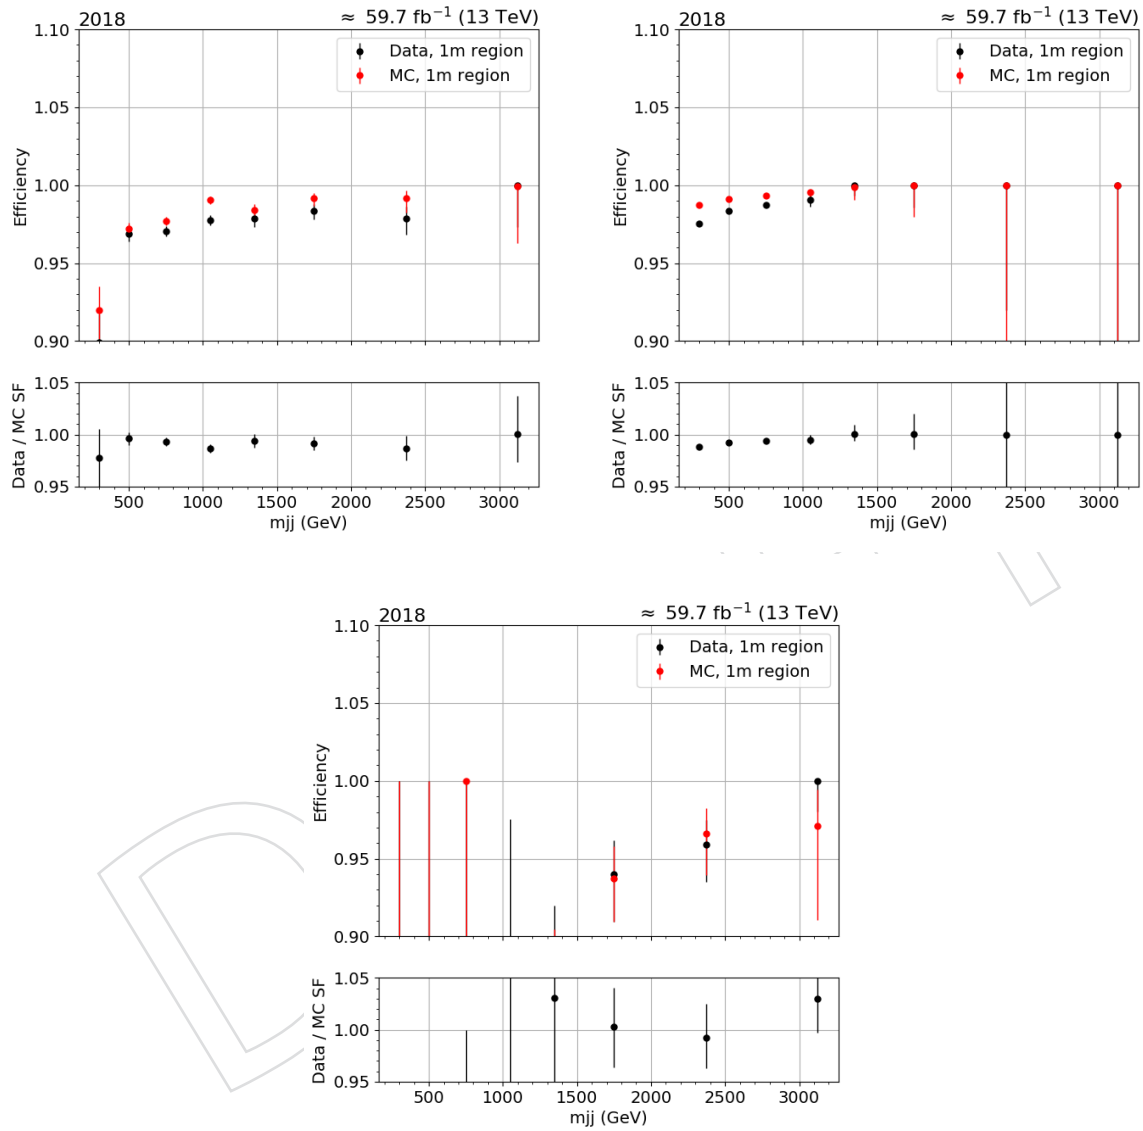 2018 ≈ 59.7 fb⁻¹ (13 TeV)
Data, 1m region
MC, 1m region
Efficiency
1.10
1.05
1.00
0.95
0.90
Data / MC SF
1.05
1.00
0.95
500 1000 1500 2000 2500 3000
mjj (GeV)
2018 ≈ 59.7 fb⁻¹ (13 TeV)
Data, 1m region
MC, 1m region
Efficiency
1.10
1.05
1.00
0.95
0.90
Data / MC SF
1.05
1.00
0.95
500 1000 1500 2000 2500 3000
mjj (GeV)
2018 ≈ 59.7 fb⁻¹ (13 TeV)
Data, 1m region
MC, 1m region
Efficiency
1.10
1.05
1.00
0.95
0.90
Data / MC SF
1.05
1.00
0.95
500 1000 1500 2000 2500 3000
mjj (GeV)